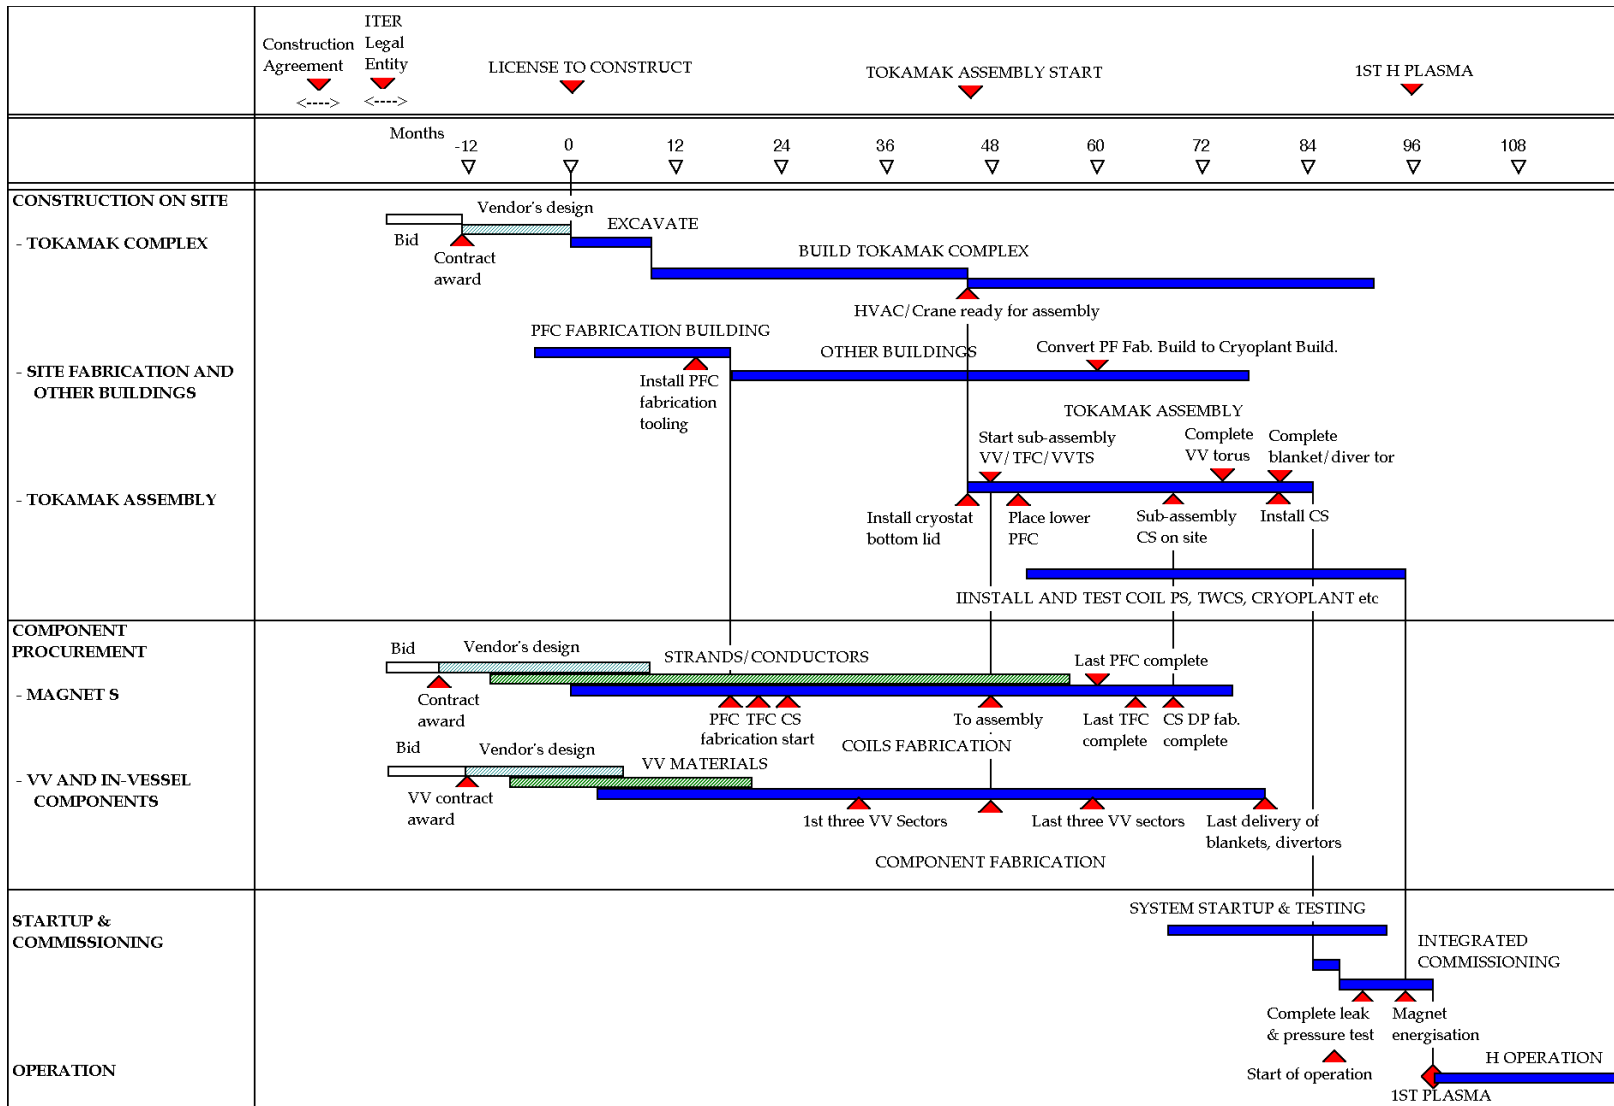 Construction
Agreement
<---->
ITER
Legal
Entity
<---->
LICENSE TO CONSTRUCT
TOKAMAK ASSEMBLY START
1ST H PLASMA
Months
-12 0 12 24 36 48 60 72 84 96 108
CONSTRUCTION ON SITE
- TOKAMAK COMPLEX
Bid
Vendor's design
Contract
award
EXCAVATE
BUILD TOKAMAK COMPLEX
HVAC/Crane ready for assembly
- SITE FABRICATION AND
OTHER BUILDINGS
PFC FABRICATION BUILDING
Install PFC
fabrication
tooling
OTHER BUILDINGS
Convert PF Fab. Build to Cryoplant Build.
- TOKAMAK ASSEMBLY
TOKAMAK ASSEMBLY
Start sub-assembly
VV/TFC/VVTS
Complete
VV torus
Complete
blanket/diver tor
Install cryostat
bottom lid
Place lower
PFC
Sub-assembly
CS on site
Install CS
IINSTALL AND TEST COIL PS, TWCS, CRYOPLANT etc
COMPONENT
PROCUREMENT
- MAGNET S
Bid
Vendor's design
Contract
award
STRANDS/CONDUCTORS
Last PFC complete
PFC TFC CS
fabrication start
To assembly
Last TFC
complete
CS DP fab.
complete
COILS FABRICATION
- VV AND IN-VESSEL
COMPONENTS
Bid
Vendor's design
VV MATERIALS
VV contract
award
1st three VV Sectors
Last three VV sectors
Last delivery of
blankets, divertors
COMPONENT FABRICATION
STARTUP &
COMMISSIONING
SYSTEM STARTUP & TESTING
INTEGRATED
COMMISSIONING
Complete leak
& pressure test
Magnet
energisation
OPERATION
Start of operation
H OPERATION
1ST PLASMA